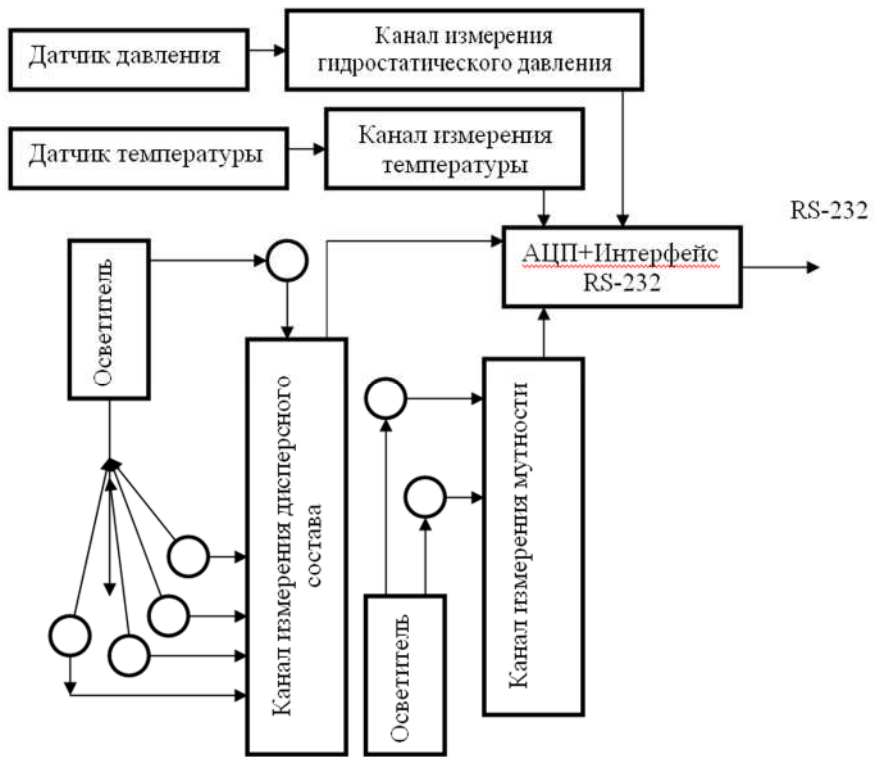 Датчик давления
Канал измерения
гидростатического давления
Датчик температуры
Канал измерения
температуры
RS-232
АЦП+Интерфейс
RS-232
Осветитель
Канал измерения дисперсного
состава
Осветитель
Канал измерения мутности